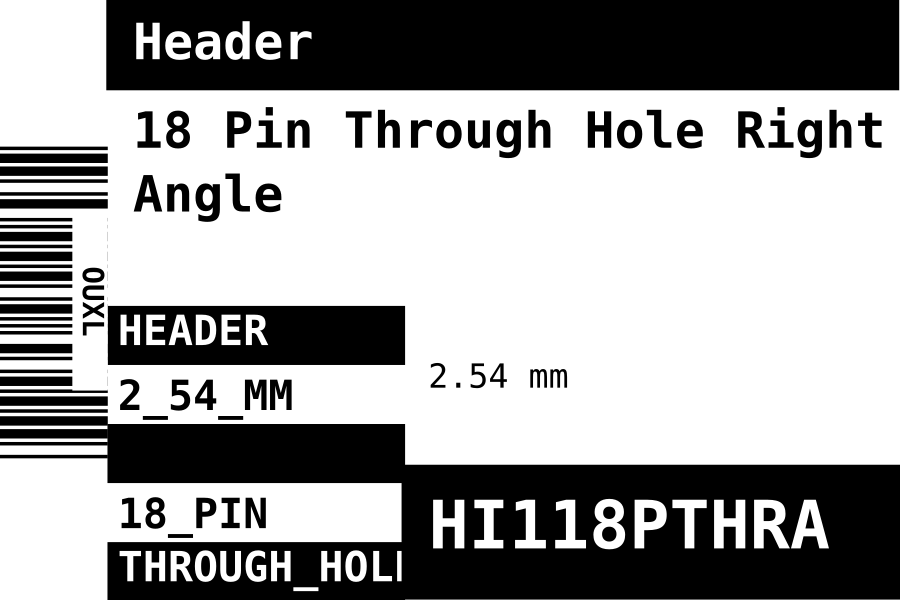 Header
18 Pin Through Hole Right
Angle
OUXL
HEADER
2_54_MM
2.54 mm
18_PIN
HI118PTHRA